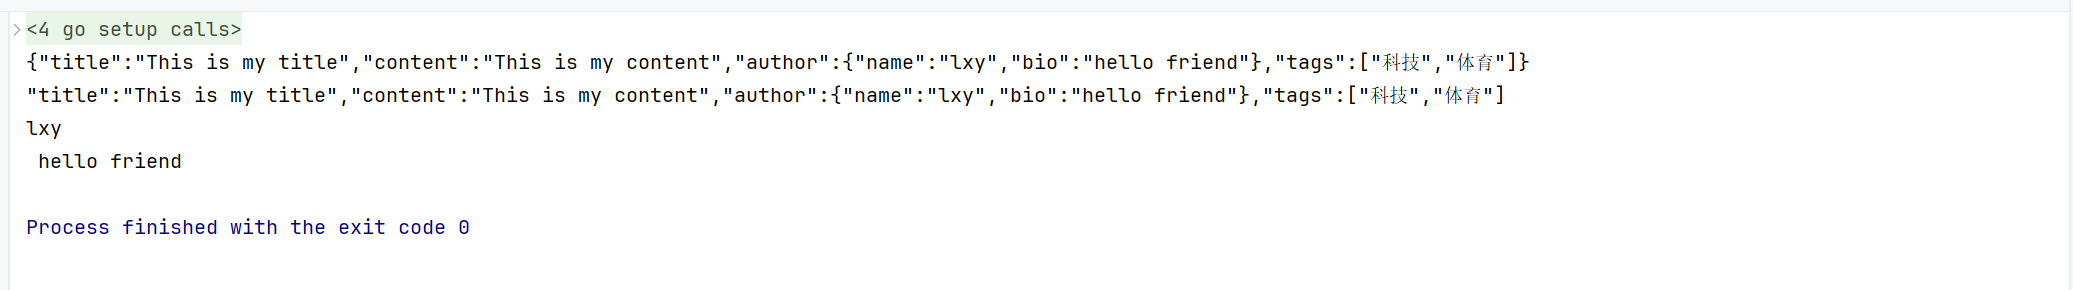 <4 go setup calls>
{"title":"This is my title","content":"This is my content","author":{"name":"lxy","bio":"hello friend"},"tags":["科技","体育"]}
"title":"This is my title","content":"This is my content","author":{"name":"lxy","bio":"hello friend"},"tags":["科技","体育"]
lxy
 hello friend
Process finished with the exit code 0